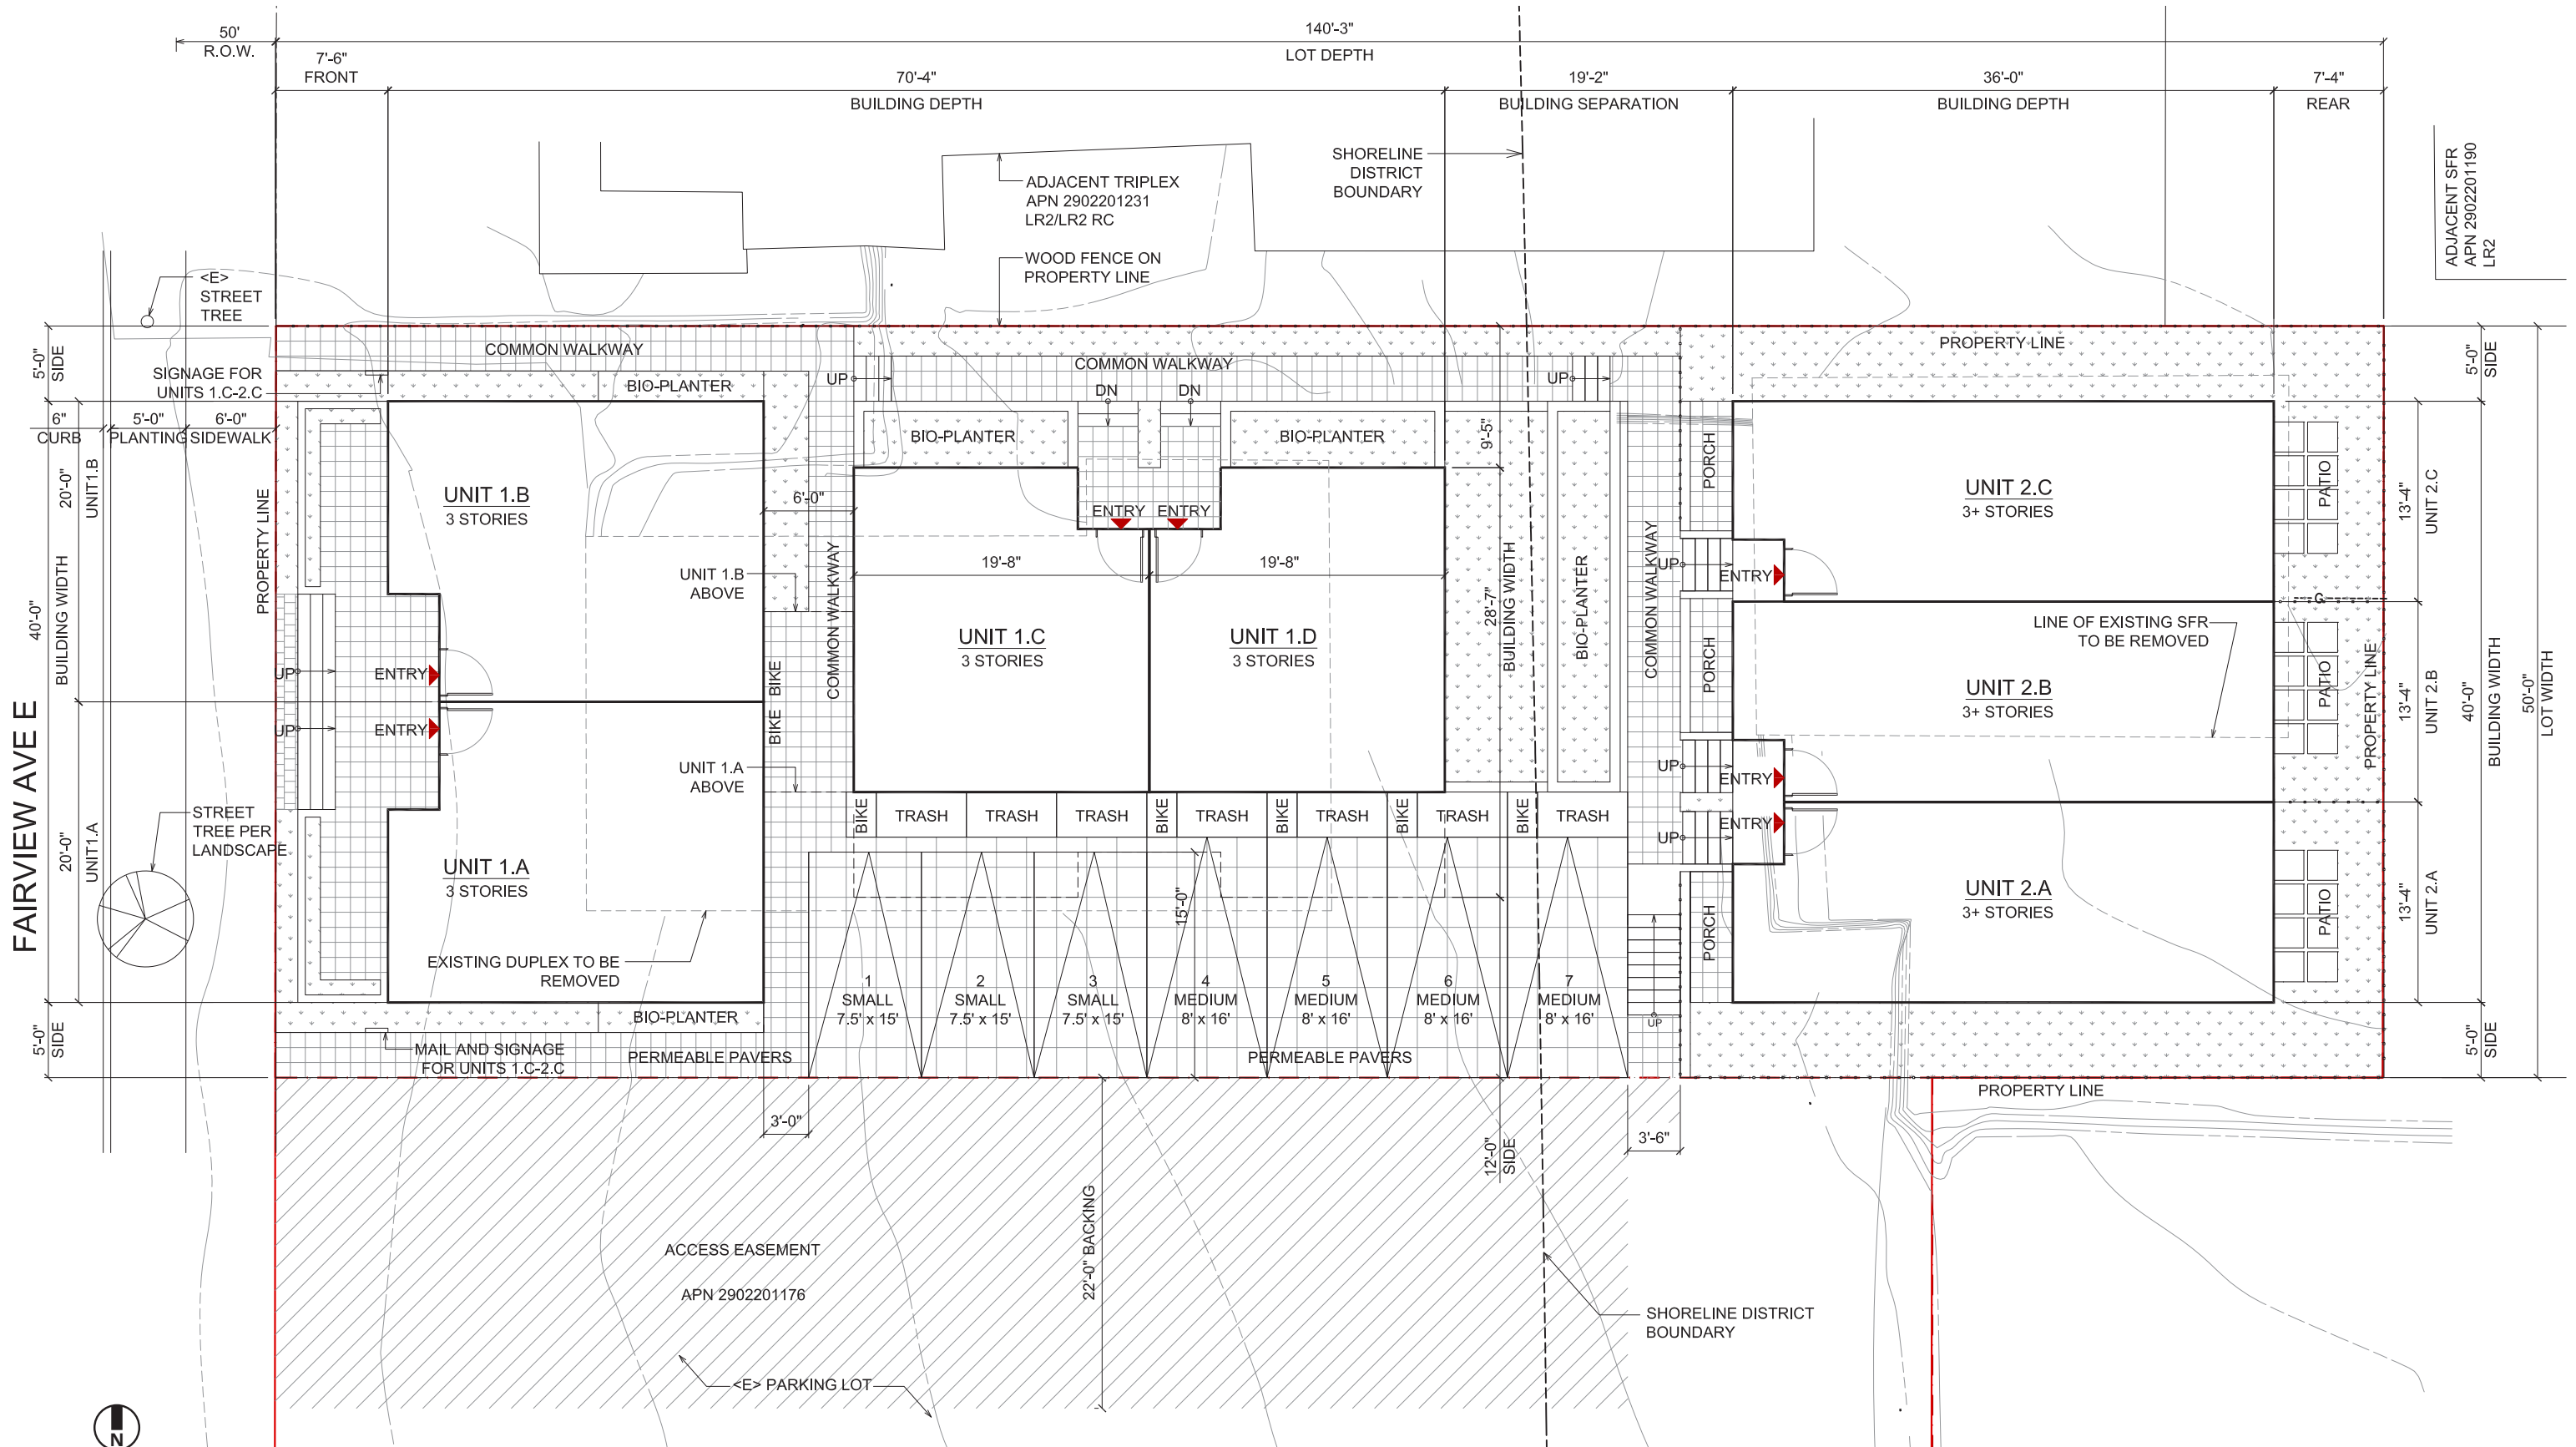 140'-3"
LOT DEPTH
50'
R.O.W.
7'-6"
FRONT
70'-4"
BUILDING DEPTH
19'-2"
BUILDING SEPARATION
36'-0"
BUILDING DEPTH
7'-4"
REAR
ADJACENT TRIPLEX
APN 2902201231
LR2/LR2 RC
SHORELINE
DISTRICT
BOUNDARY
ADJACENT SFR
APN 2902201190
LR2
WOOD FENCE ON
PROPERTY LINE
<E>
STREET
TREE
5'-0"
SIDE
COMMON WALKWAY
COMMON WALKWAY
PROPERTY LINE
5'-0"
SIDE
SIGNAGE FOR
UNITS 1.C-2.C
BIO-PLANTER
UP
DN
DN
UP
6"
CURB
5'-0"
PLANTING
6'-0"
SIDEWALK
BIO-PLANTER
BIO-PLANTER
9'-5"
PORCH
PATIO
UNIT 1.B
3 STORIES
6'-0"
ENTRY
ENTRY
UNIT 2.C
3+ STORIES
13'-4"
UNIT 2.C
20'-0"
UNIT1.B
PROPERTY LINE
40'-0"
BUILDING WIDTH
UNIT 1.B
ABOVE
COMMON WALKWAY
19'-8"
19'-8"
28'-7"
BUILDING WIDTH
BIO-PLANTER
COMMON WALKWAY
UP
ENTRY
G
LINE OF EXISTING SFR
TO BE REMOVED
UNIT 1.C
3 STORIES
UNIT 1.D
3 STORIES
PORCH
UNIT 2.B
3+ STORIES
PATIO
PROPERTY LINE
13'-4"
UNIT 2.B
40'-0"
BUILDING WIDTH
50'-0"
LOT WIDTH
UP
ENTRY
BIKE
UP
ENTRY
BIKE
FAIRVIEW AVE E
UNIT 1.A
ABOVE
UP
ENTRY
STREET
TREE PER
LANDSCAPE
BIKE
TRASH
TRASH
TRASH
BIKE
TRASH
BIKE
TRASH
BIKE
TRASH
BIKE
TRASH
UP
ENTRY
20'-0"
UNIT1.A
UNIT 1.A
3 STORIES
15'-0"
PORCH
UNIT 2.A
3+ STORIES
PATIO
13'-4"
UNIT 2.A
EXISTING DUPLEX TO BE
REMOVED
1
SMALL
7.5' x 15'
2
SMALL
7.5' x 15'
3
SMALL
7.5' x 15'
4
MEDIUM
8' x 16'
5
MEDIUM
8' x 16'
6
MEDIUM
8' x 16'
7
MEDIUM
8' x 16'
UP
BIO-PLANTER
5'-0"
SIDE
MAIL AND SIGNAGE
FOR UNITS 1.C-2.C
PERMEABLE PAVERS
PERMEABLE PAVERS
5'-0"
SIDE
PROPERTY LINE
3'-0"
12'-0"
SIDE
3'-6"
22'-0" BACKING
ACCESS EASEMENT
APN 2902201176
SHORELINE DISTRICT
BOUNDARY
<E> PARKING LOT
N